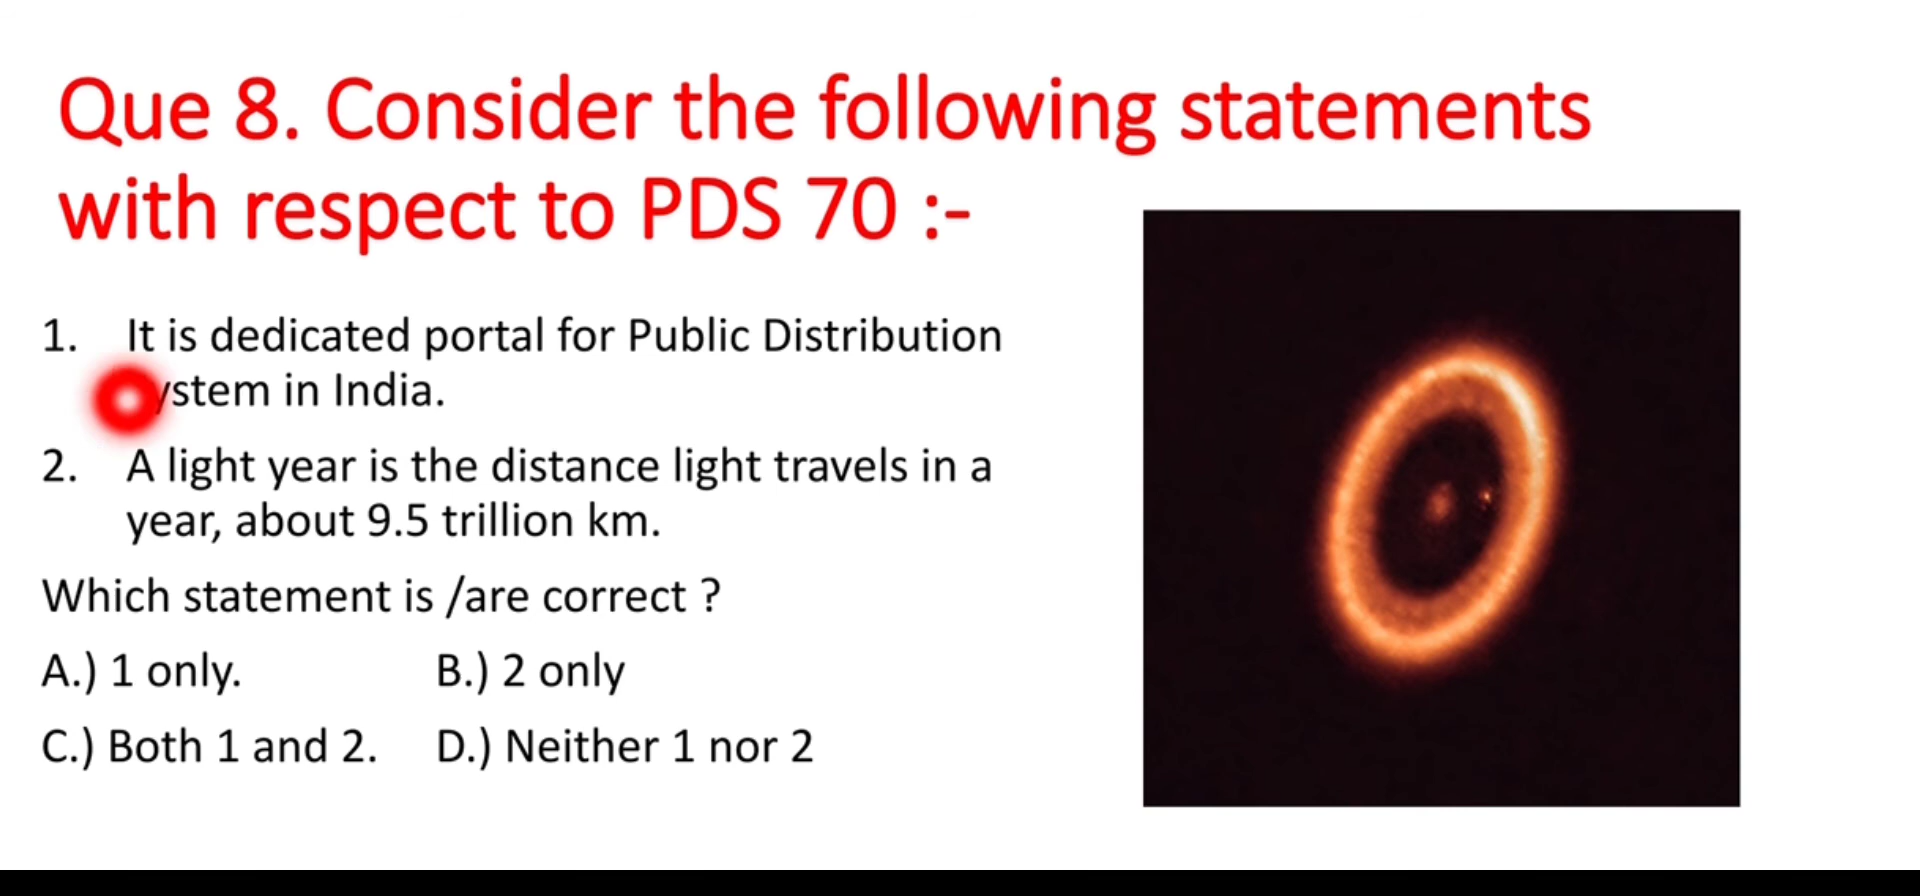 Que 8. Consider the following statements
with respect to PDS 70 :-
1. It is dedicated portal for Public Distribution
ystem in India.
2. A light year is the distance light travels in a
year, about 9.5 trillion km.
Which statement is /are correct ?
A.) 1 only. B.) 2 only
C.) Both 1 and 2. D.) Neither 1 nor 2